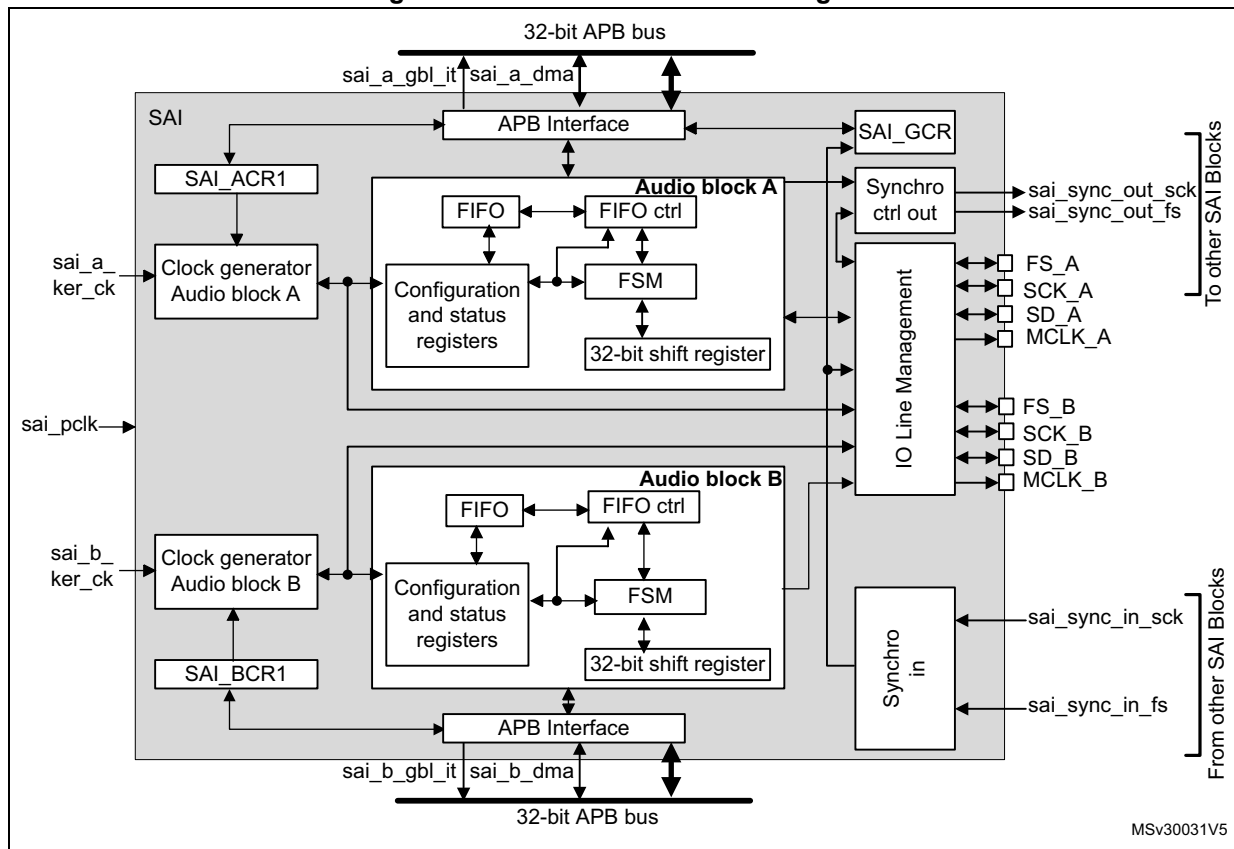 32-bit APB bus
sai_a_gbl_it sai_a_dma
SAI
APB Interface
SAI_GCR
SAI_ACR1
Audio block A
FIFO
FIFO ctrl
Synchro
ctrl out
sai_sync_out_sck
sai_sync_out_fs
To other SAI Blocks
sai_a_
ker_ck
Clock generator
Audio block A
Configuration
and status
registers
FSM
32-bit shift register
IO Line Management
FS_A
SCK_A
SD_A
MCLK_A
sai_pclk
FS_B
SCK_B
SD_B
MCLK_B
Audio block B
FIFO
FIFO ctrl
sai_b_
ker_ck
Clock generator
Audio block B
Configuration
and status
registers
FSM
32-bit shift register
SAI_BCR1
Synchro
in
sai_sync_in_sck
sai_sync_in_fs
From other SAI Blocks
APB Interface
sai_b_gbl_it sai_b_dma
32-bit APB bus
MSv30031V5